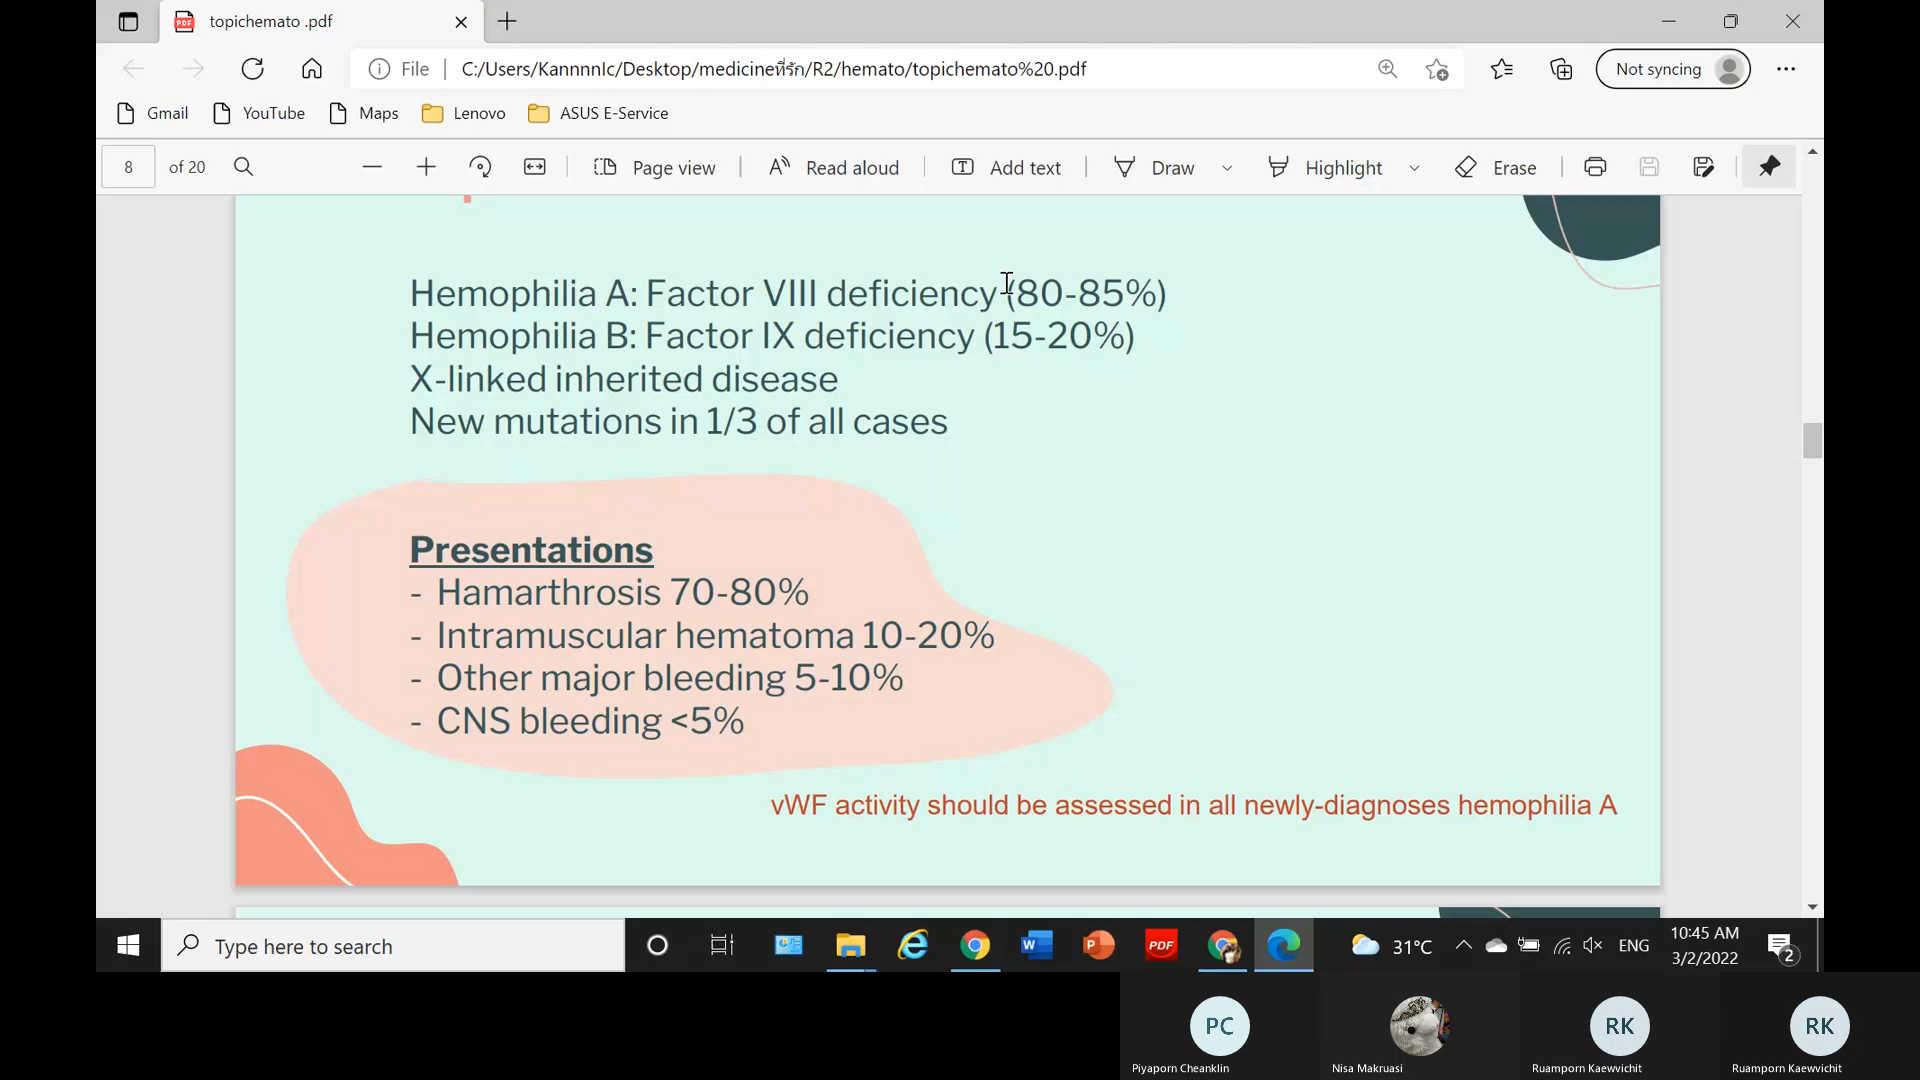 topichemato .pdf
File
C:/Users/KannnnIc/Desktop/medicineที่รัก/R2/hemato/topichemato%20.pdf
Not syncing
Gmail
YouTube
Maps
Lenovo
ASUS E-Service
8
of 20
Page view
Read aloud
Add text
Draw
Highlight
Erase
Hemophilia A: Factor VIII deficiency (80-85%)
Hemophilia B: Factor IX deficiency (15-20%)
X-linked inherited disease
New mutations in 1/3 of all cases
Presentations
- Hamarthrosis 70-80%
- Intramuscular hematoma 10-20%
- Other major bleeding 5-10%
- CNS bleeding <5%
vWF activity should be assessed in all newly-diagnoses hemophilia A
Type here to search
PDF
31°C
ENG
10:45 AM
3/2/2022
2
PC
RK
RK
Piyaporn Cheanklin
Nisa Makruasi
Ruamporn Kaewvichit
Ruamporn Kaewvichit